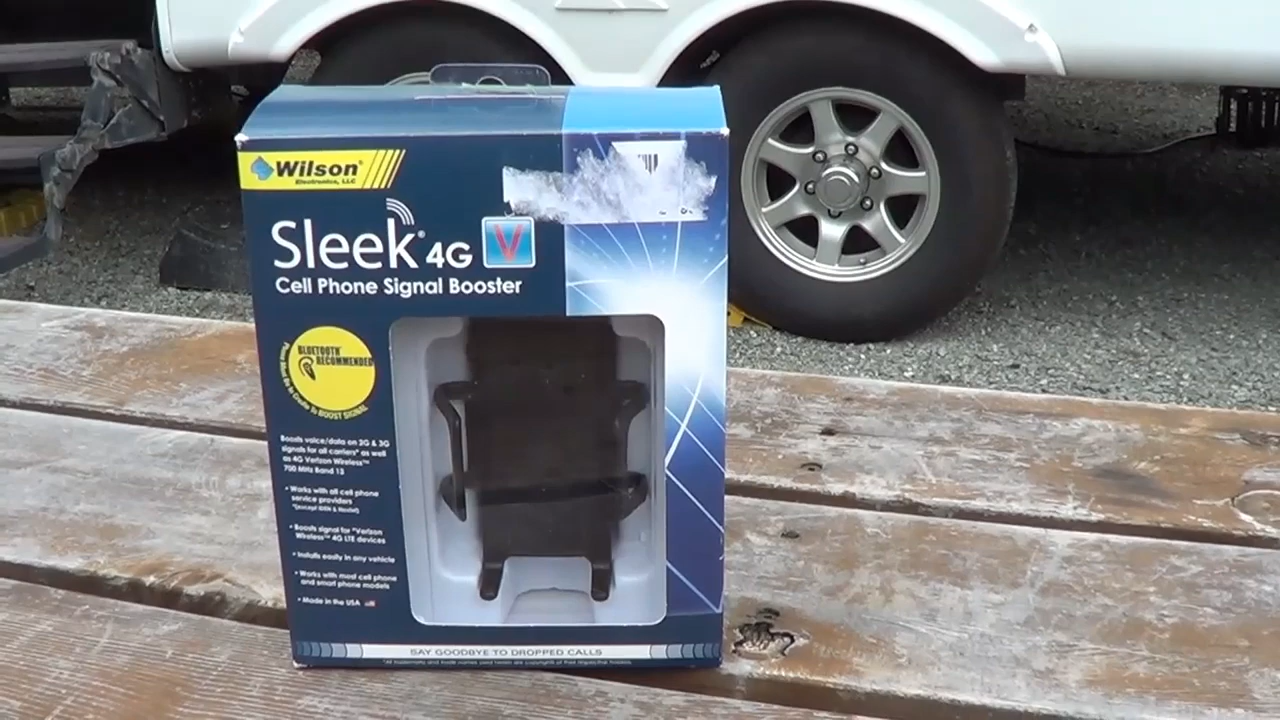 Wilson®
Electronics, LLC
Sleek® 4G V
Cell Phone Signal Booster
BLUETOOTH
RECOMMENDED
TO BOOST SIGNAL
Boosts voice/data on 2G & 3G
signals for all carriers* as well
as 4G Verizon Wireless™
700 MHz Band 13
• Works with all cell phone
service providers
• Boosts signal for *Verizon
Wireless™ 4G LTE devices
• Installs easily in any vehicle
• Works with most cell phone
and smart phone models
• Made in the USA
SAY GOODBYE TO DROPPED CALLS